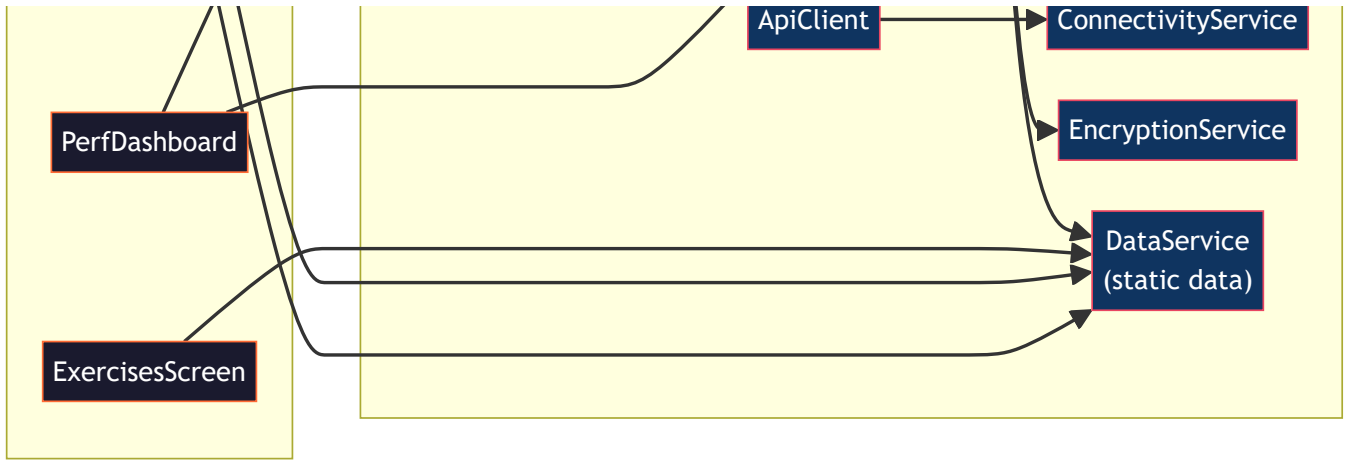 ApiClient
ConnectivityService
EncryptionService
PerfDashboard
DataService
(static data)
ExercisesScreen